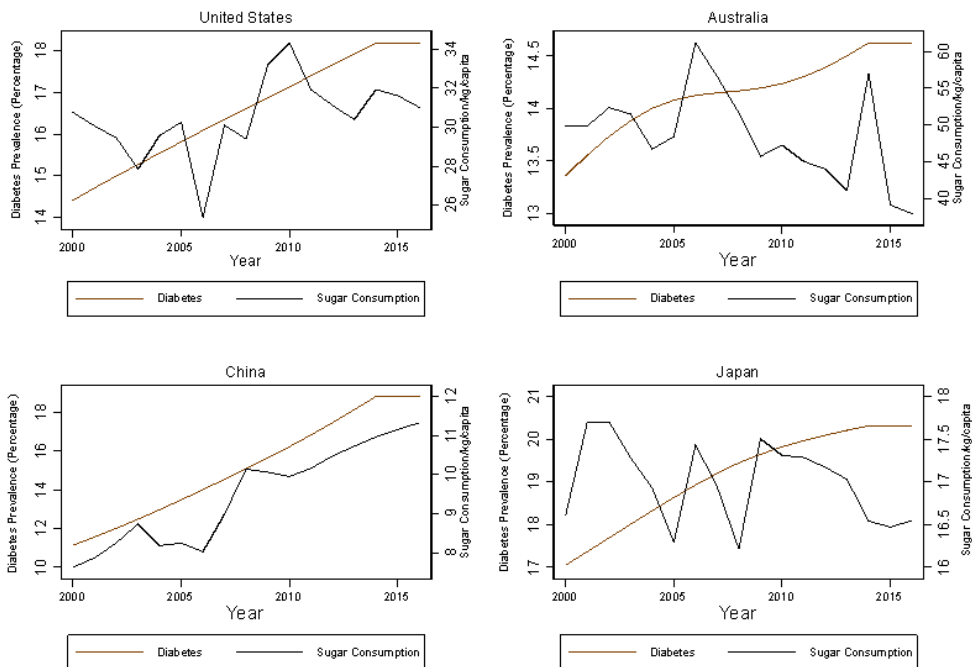 United States
Diabetes Prevalence (Percentage)
18
17
16
15
14
34
32
30
28
26
Sugar Consumption/kg/capita
2000
2005
2010
2015
Year
Diabetes
Sugar Consumption
Australia
Diabetes Prevalence (Percentage)
14.5
14
13.5
13
60
55
50
45
40
Sugar Consumption/kg/capita
2000
2005
2010
2015
Year
Diabetes
Sugar Consumption
China
Diabetes Prevalence (Percentage)
18
16
14
12
10
12
11
10
9
8
Sugar Consumption/kg/capita
2000
2005
2010
2015
Year
Diabetes
Sugar Consumption
Japan
Diabetes Prevalence (Percentage)
21
20
19
18
17
18
17.5
17
16.5
16
Sugar Consumption/kg/capita
2000
2005
2010
2015
Year
Diabetes
Sugar Consumption